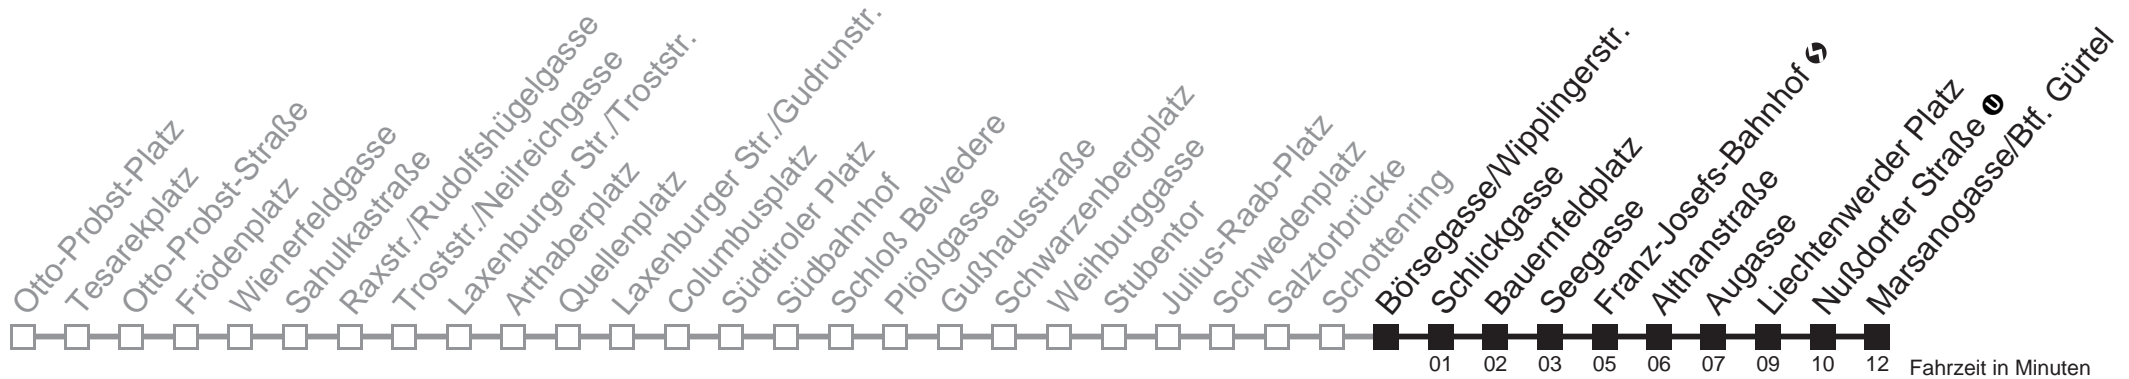 Otto-Probst-Platz
Tesarekplatz
Otto-Probst-Straße
Frödenplatz
Wienerfeldgasse
Sahulkastraße
Raxstr./Rudolfshügelgasse
Troststr./Neilreichgasse
Laxenburger Str./Troststr.
Arthaberplatz
Quellenplatz
Laxenburger Str./Gudrunstr.
Columbusplatz
Südtiroler Platz
Südbahnhof
Schloß Belvedere
Plößlgasse
Gußhausstraße
Schwarzenbergplatz
Weihburggasse
Stubentor
Julius-Raab-Platz
Schwedenplatz
Salztorbrücke
Schottenring
Börsegasse/Wipplingerstr.
Schlickgasse
Bauernfeldplatz
Seegasse
Franz-Josefs-Bahnhof
Althanstraße
Augasse
Liechtenwerder Platz
Nußdorfer Straße U
Marsanogasse/Btf. Gürtel
01 02 03 05 06 07 09 10 12 Fahrzeit in Minuten